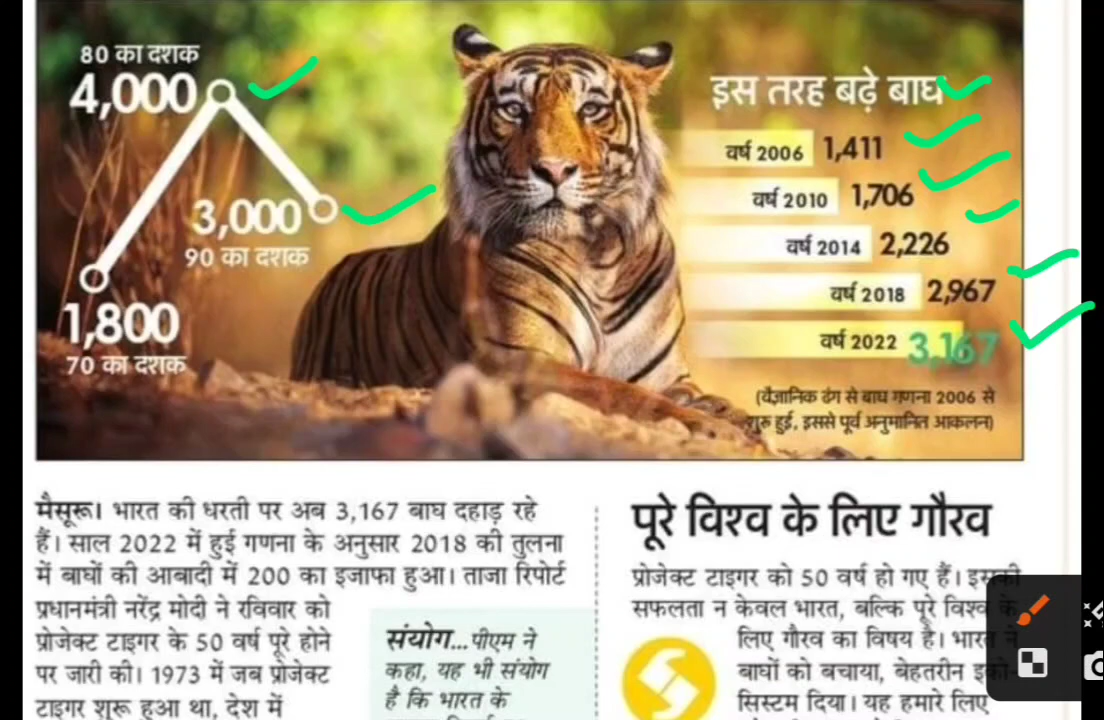 80 का दशक
4,000
3,000
90 का दशक
1,800
70 का दशक
इस तरह बढ़े बाघ
वर्ष 2006 1,411
वर्ष 2010 1,706
वर्ष 2014 2,226
वर्ष 2018 2,967
वर्ष 2022 3,167
(वैज्ञानिक ढंग से बाघ गणना 2006 से
शुरू हुई, इससे पूर्व अनुमानित आकलन)
मैसूरू। भारत की धरती पर अब 3,167 बाघ दहाड़ रहे
हैं। साल 2022 में हुई गणना के अनुसार 2018 की तुलना
में बाघों की आबादी में 200 का इजाफा हुआ। ताजा रिपोर्ट
प्रधानमंत्री नरेंद्र मोदी ने रविवार को
प्रोजेक्ट टाइगर के 50 वर्ष पूरे होने
पर जारी की। 1973 में जब प्रोजेक्ट
टाइगर शुरू हुआ था, देश में
संयोग...पीएम ने
कहा, यह भी संयोग
है कि भारत के
पूरे विश्व के लिए गौरव
प्रोजेक्ट टाइगर को 50 वर्ष हो गए हैं। इसकी
सफलता न केवल भारत, बल्कि पूरे विश्व के
लिए गौरव का विषय है। भारत ने
बाघों को बचाया, बेहतरीन इको-
सिस्टम दिया। यह हमारे लिए